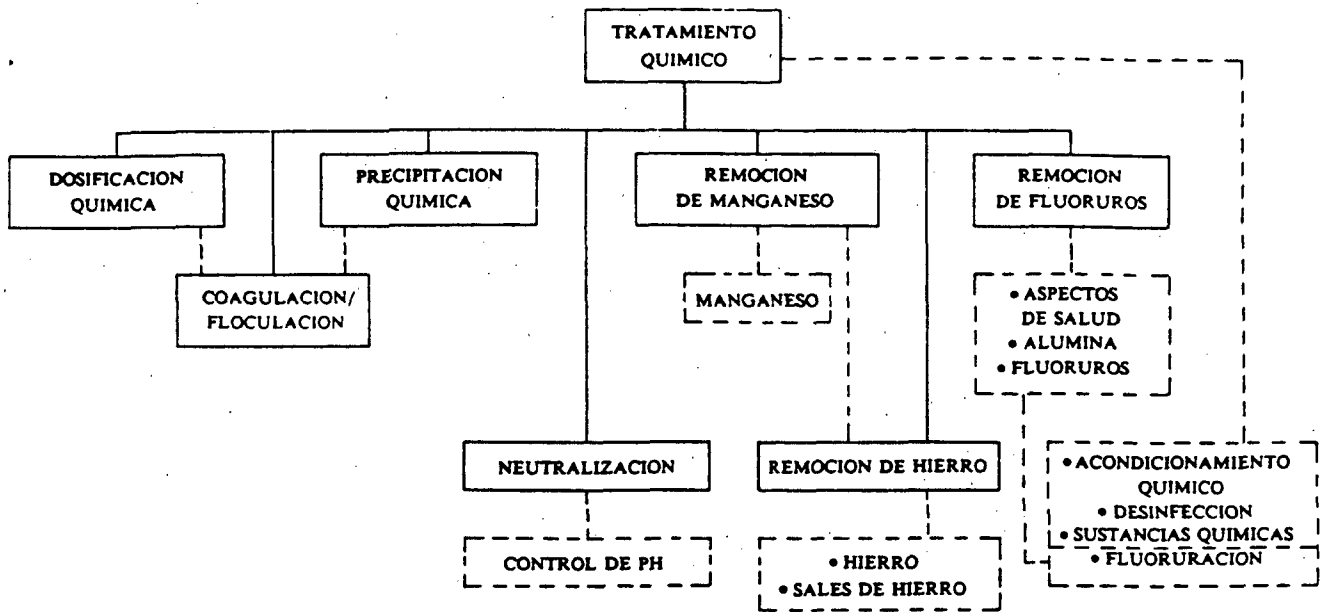 TRATAMIENTO
QUIMICO
DOSIFICACION
QUIMICA
PRECIPITACION
QUIMICA
REMOCION
DE MANGANESO
REMOCION
DE FLUORUROS
COAGULACION/
FLOCULACION
MANGANESO
• ASPECTOS
DE SALUD
• ALUMINA
• FLUORUROS
NEUTRALIZACION
REMOCION DE HIERRO
• ACONDICIONAMIENTO
QUIMICO
• DESINFECCION
• SUSTANCIAS QUIMICAS
• FLUORURACION
CONTROL DE PH
• HIERRO
• SALES DE HIERRO